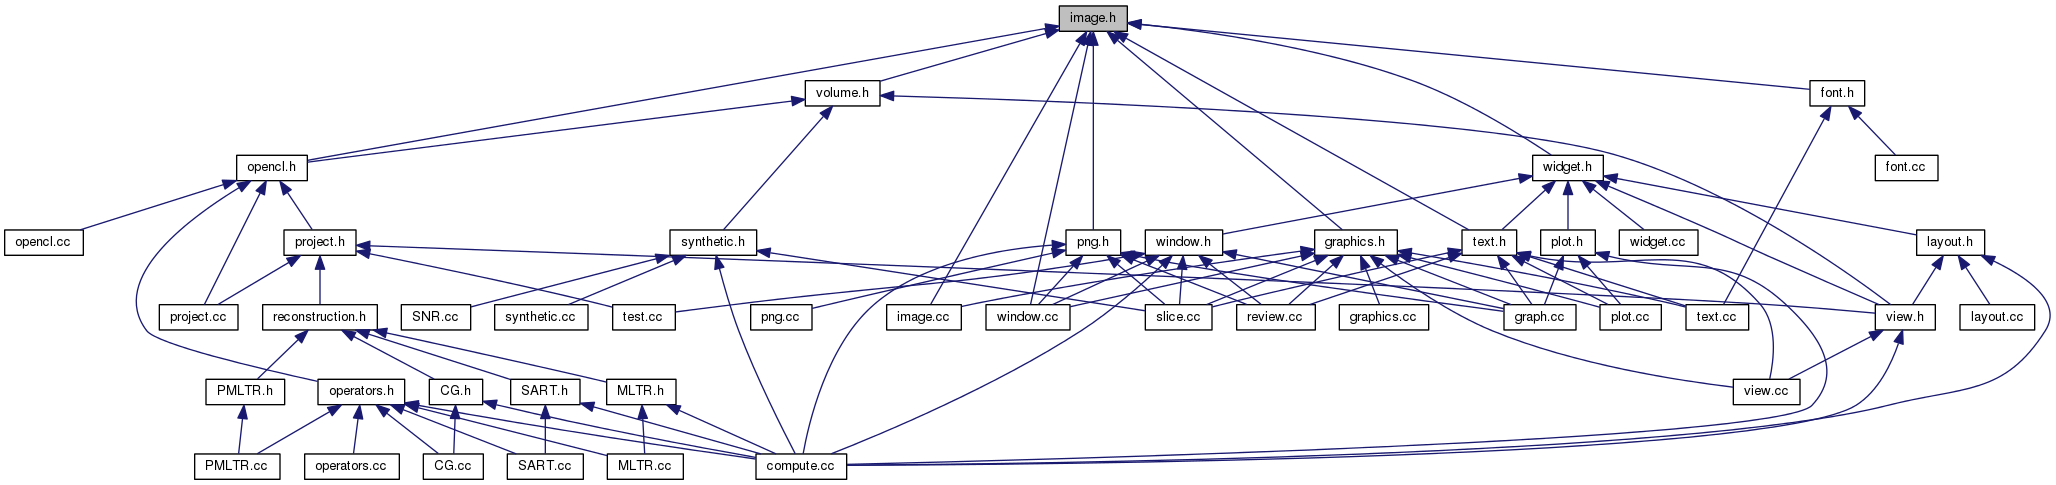 image.h
volume.h
font.h
opencl.h
widget.h
font.cc
opencl.cc
project.h
synthetic.h
png.h
window.h
graphics.h
text.h
plot.h
widget.cc
layout.h
project.cc
reconstruction.h
SNR.cc
synthetic.cc
test.cc
png.cc
image.cc
window.cc
slice.cc
review.cc
graphics.cc
graph.cc
plot.cc
text.cc
view.h
layout.cc
PMLTR.h
operators.h
CG.h
SART.h
MLTR.h
view.cc
PMLTR.cc
operators.cc
CG.cc
SART.cc
MLTR.cc
compute.cc